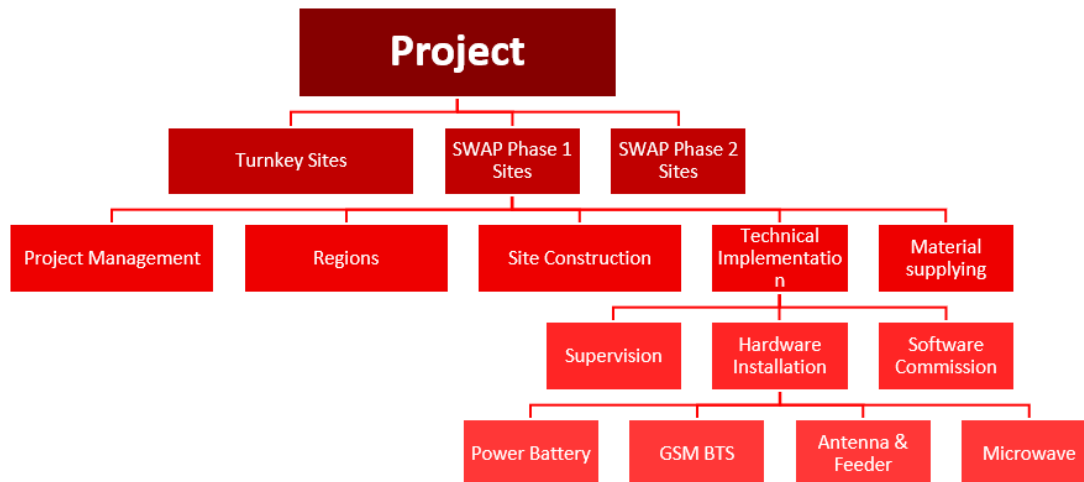 Project
Turnkey Sites
SWAP Phase 1
Sites
SWAP Phase 2
Sites
Project Management
Regions
Site Construction
Technical
Implementatio
n
Material
supplying
Supervision
Hardware
Installation
Software
Commission
Power Battery
GSM BTS
Antenna &
Feeder
Microwave